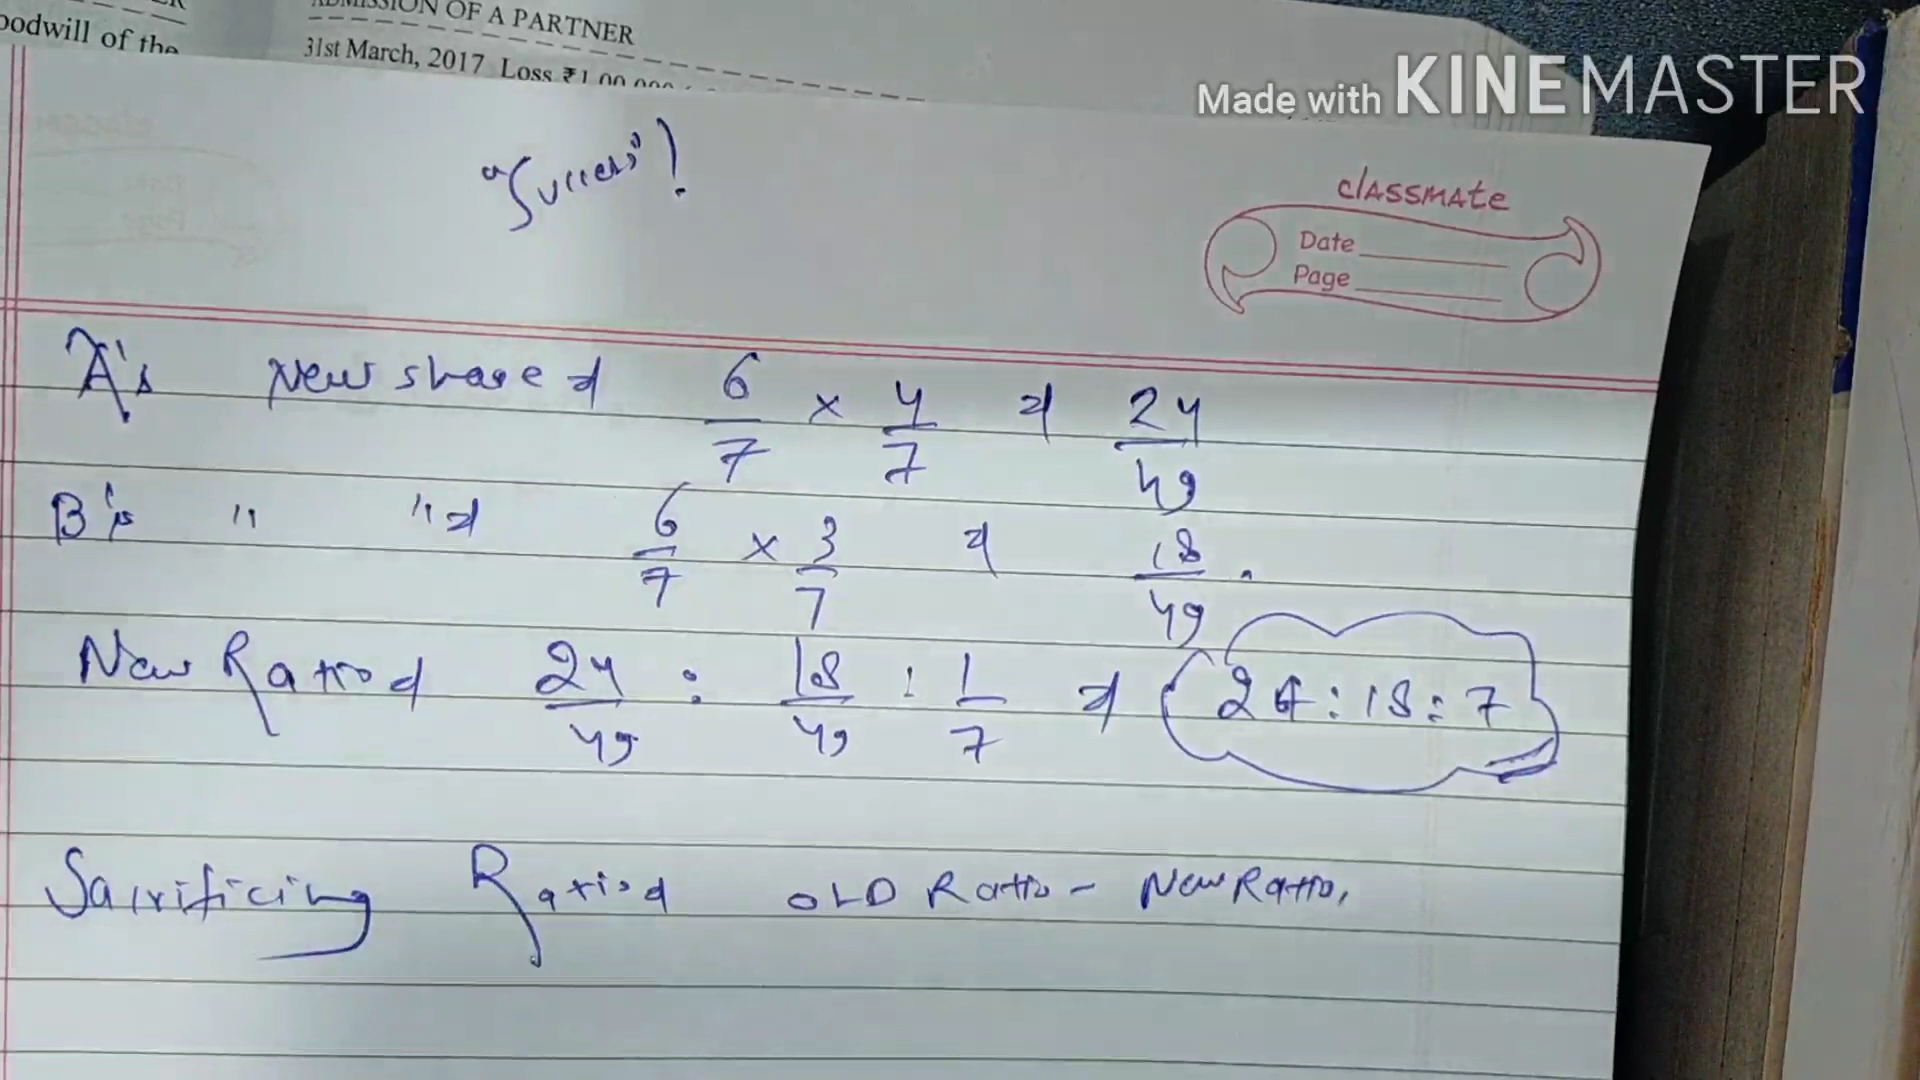 OF A PARTNER
oodwill of the
31st March, 2017 Loss ₹1,00,000
Made with KINEMASTER
"Success"!
classmate
Date
Page
A's New share = 6/7 × 4/7 = 24/49
B's " " = 6/7 × 3/7 = 18/49 .
New Ratio = 24/49 : 18/49 : 1/7 = 24:18:7
Sacrificing Ratio = OLD Ratio - New Ratio,